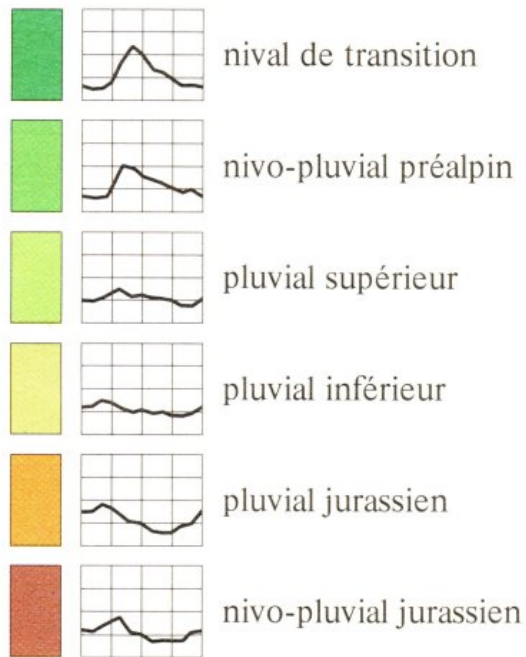 nival de transition
nivo-pluvial préalpin
pluvial supérieur
pluvial inférieur
pluvial jurassien
nivo-pluvial jurassien